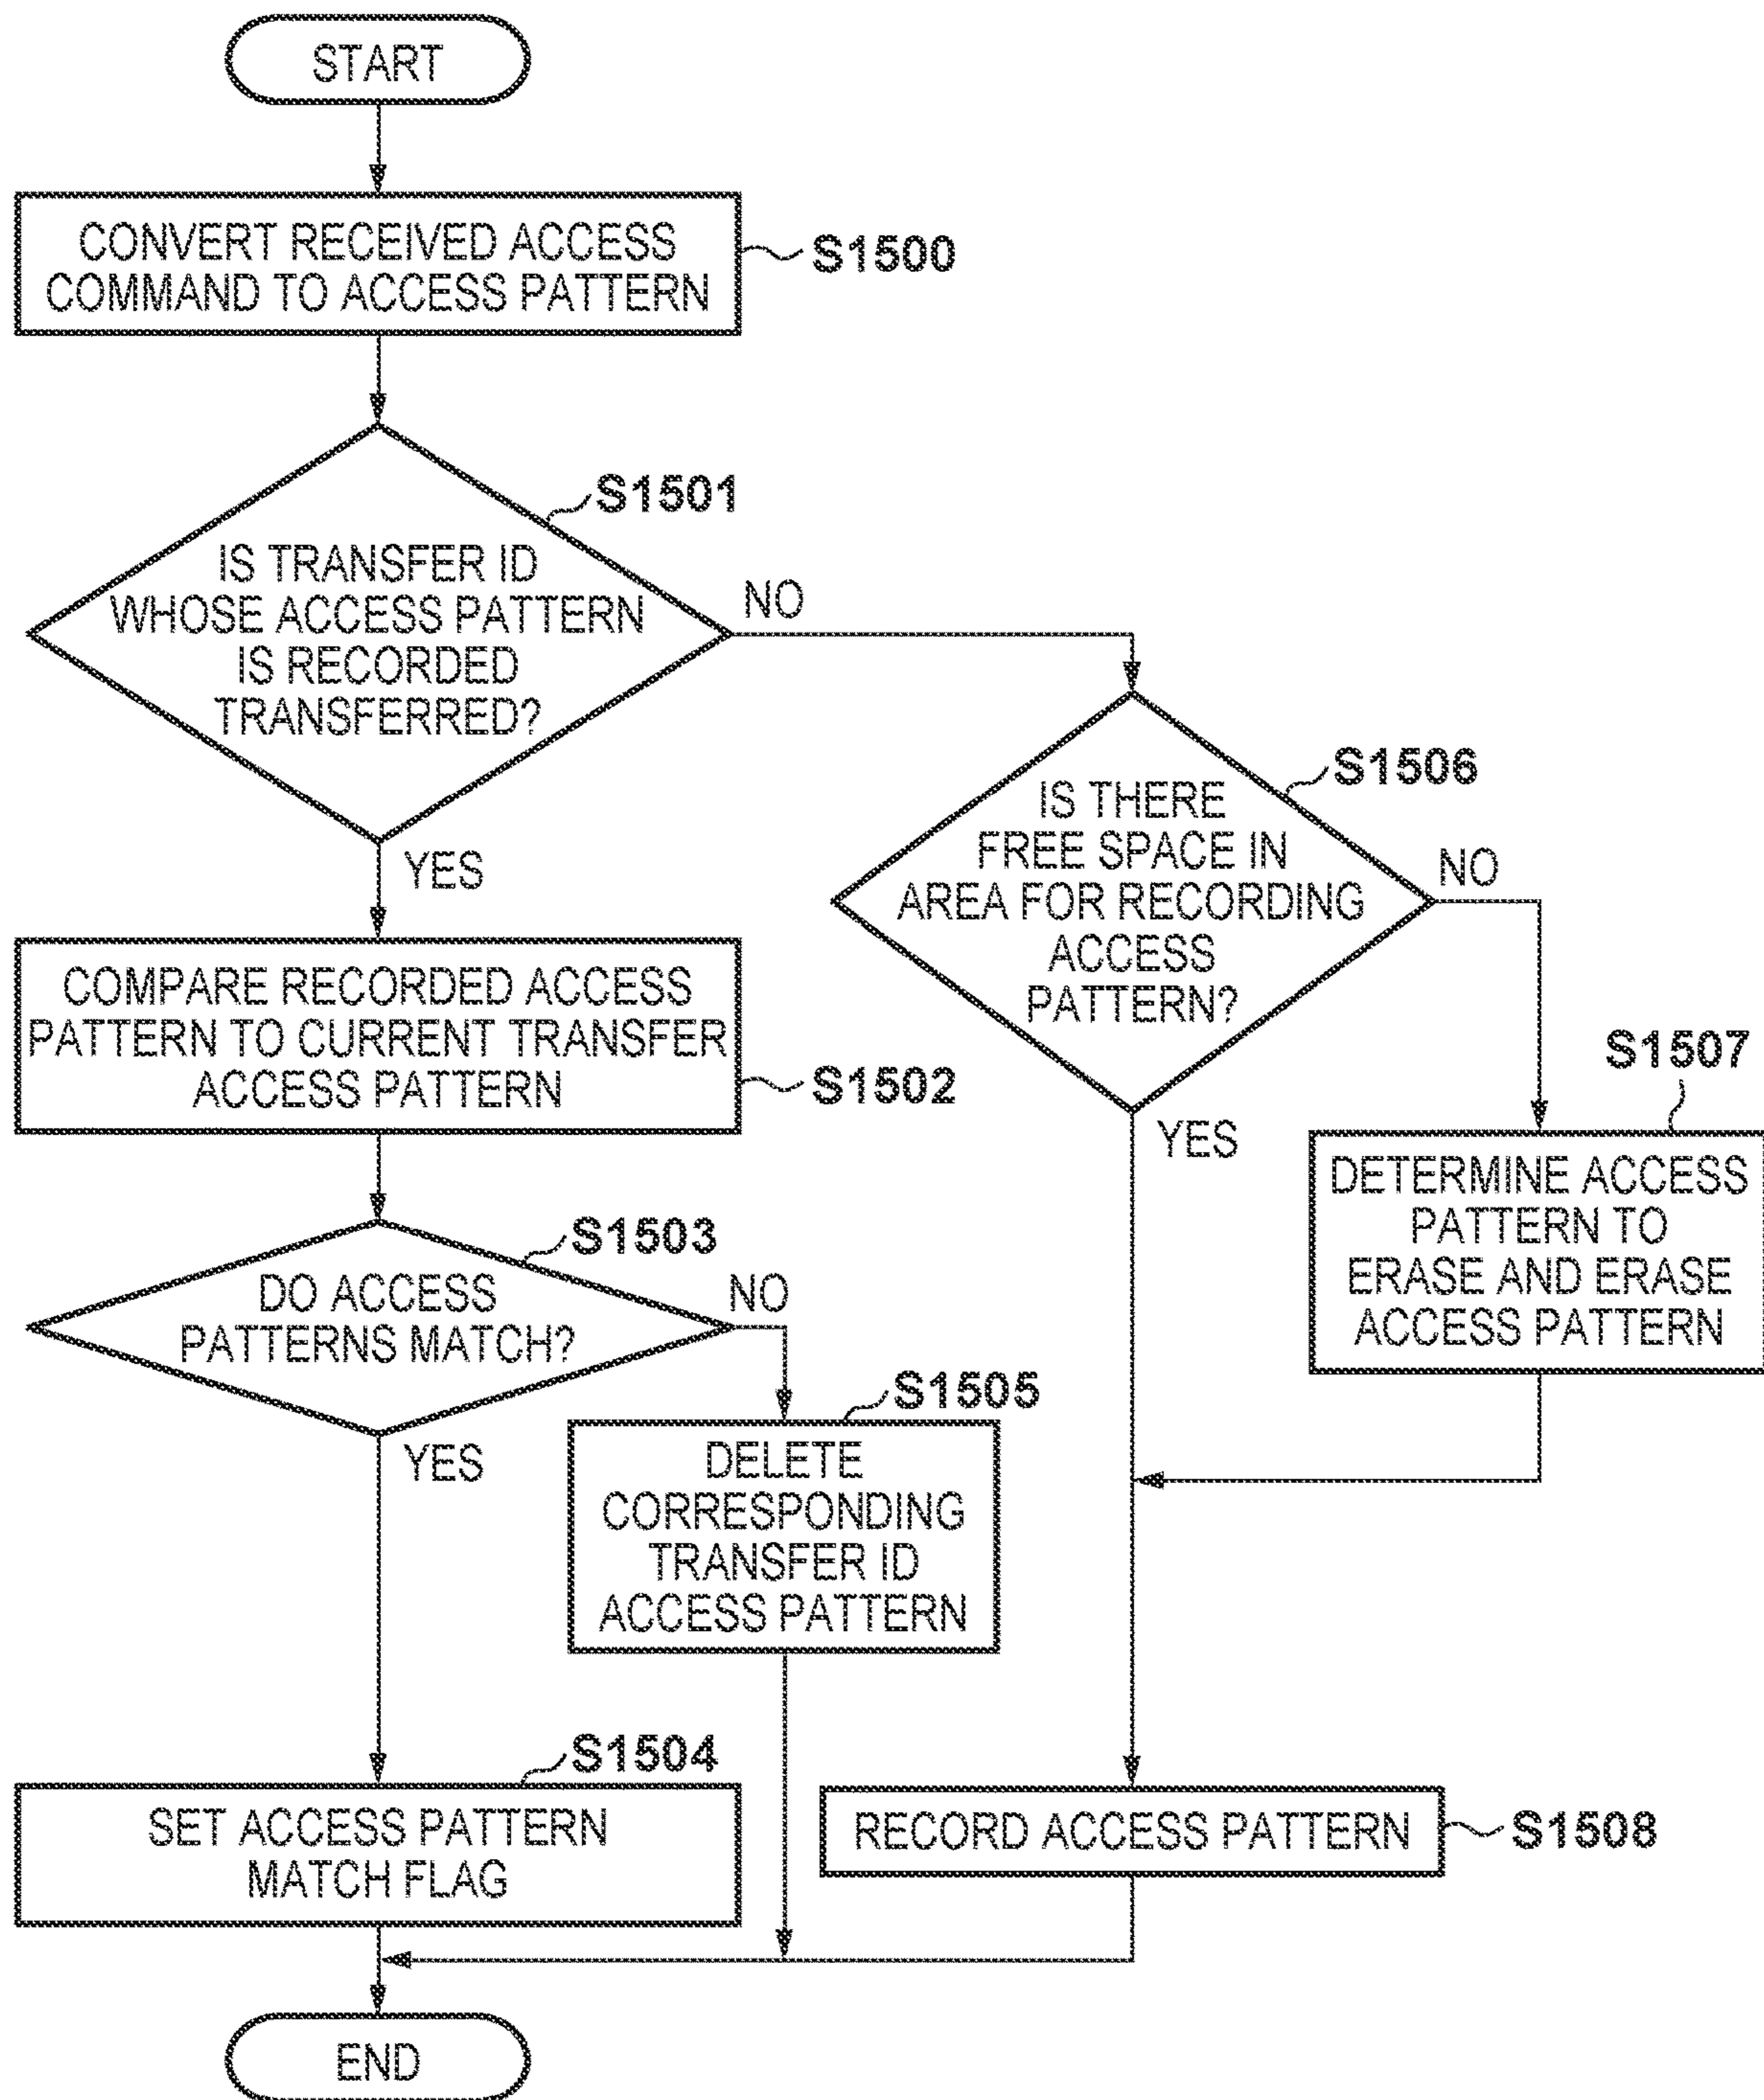 START
CONVERT RECEIVED ACCESS
COMMAND TO ACCESS PATTERN
S1500
S1501
IS TRANSFER ID
WHOSE ACCESS PATTERN
IS RECORDED
TRANSFERRED?
NO
YES
S1506
IS THERE
FREE SPACE IN
AREA FOR RECORDING
ACCESS
PATTERN?
NO
YES
COMPARE RECORDED ACCESS
PATTERN TO CURRENT TRANSFER
ACCESS PATTERN
S1502
S1507
DETERMINE ACCESS
PATTERN TO
ERASE AND ERASE
ACCESS PATTERN
S1503
DO ACCESS
PATTERNS MATCH?
NO
YES
S1505
DELETE
CORRESPONDING
TRANSFER ID
ACCESS PATTERN
S1504
SET ACCESS PATTERN
MATCH FLAG
RECORD ACCESS PATTERN
S1508
END